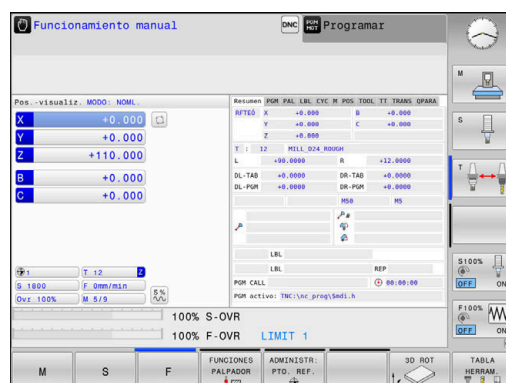 Funcionamiento manual
DNC
PGM
MDI
Programar
Pos.-visualiz. MODO: NOML.
X +0.000
Y +0.000
Z +110.000
B +0.000
C +0.000
1 T 12 Z
S 1800 F 0mm/min
Ovr 100% M 5/9
S %
Resumen PGM PAL LBL CYC M POS TOOL TT TRANS QPARA
RFTEÓ X +0.000 B +0.000
Y +0.000 C +0.000
Z +0.000
T : 12 MILL_D24_ROUGH
L +90.0000 R +12.0000
DL-TAB +0.0000 DR-TAB +0.0000
DL-PGM +0.0000 DR-PGM +0.0000
M50 M5
P #
P
LBL
LBL REP
PGM CALL 00:00:00
PGM activo: TNC:\nc_prog\$mdi.h
100% S-OVR
100% F-OVR LIMIT 1
M
S
T
S100%
OFF ON
F100% W
OFF ON
M
S
F
FUNCIONES
PALPADOR
ADMINISTR.
PTO. REF.
3D ROT
TABLA
HERRAM.